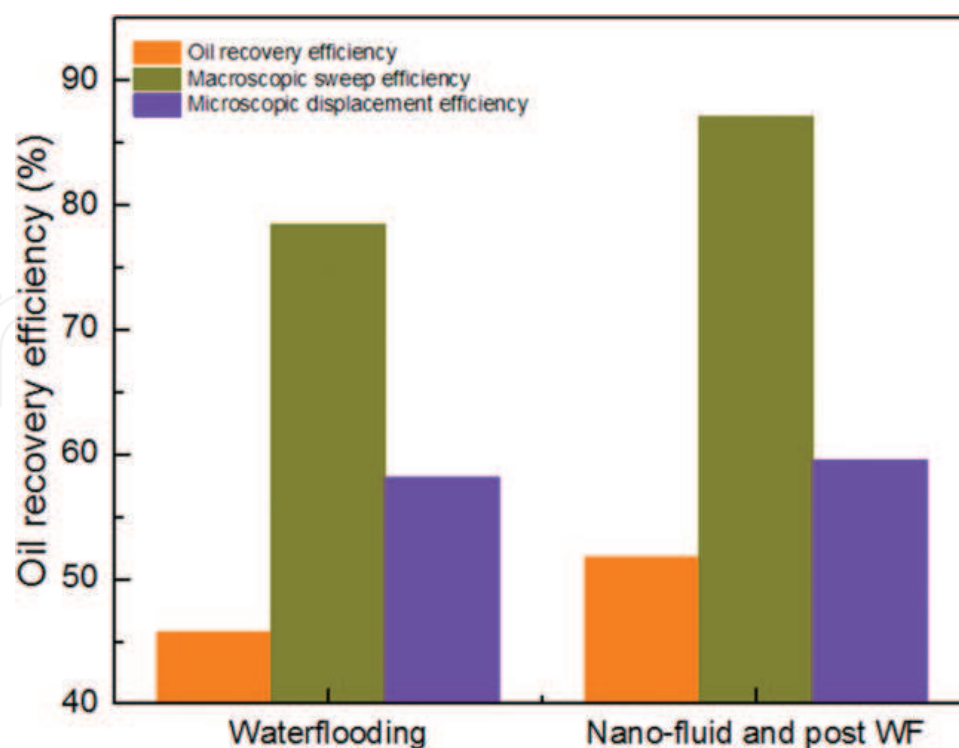 Oil recovery efficiency
Macroscopic sweep efficiency
Microscopic displacement efficiency
Oil recovery efficiency (%)
90
80
70
60
50
40
Waterflooding
Nano-fluid and post WF